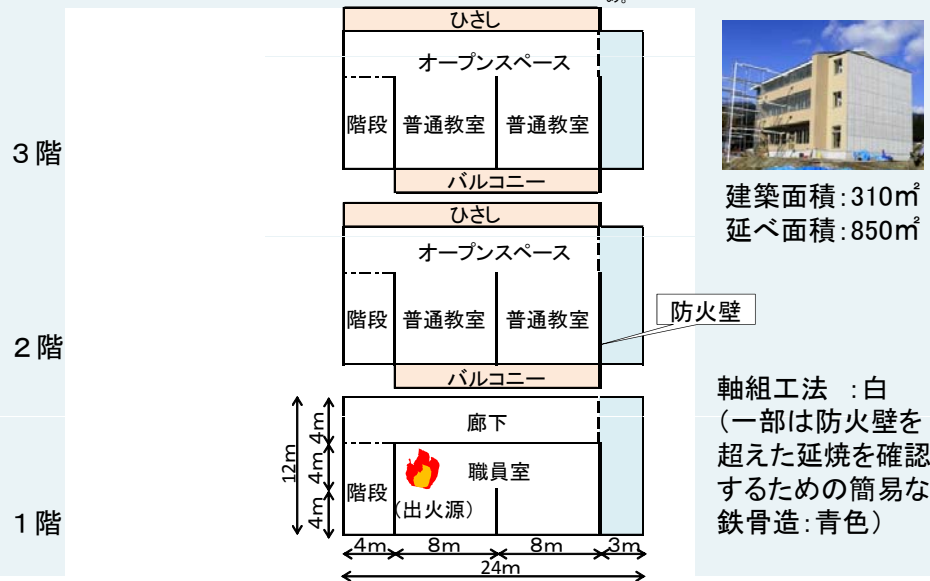 め。
ひさし
オープンスペース
階段 普通教室 普通教室
3階
バルコニー
建築面積:310㎡
延べ面積:850㎡
ひさし
オープンスペース
防火壁
階段 普通教室 普通教室
2階
バルコニー
軸組工法 :白
(一部は防火壁を
超えた延焼を確認
するための簡易な
鉄骨造:青色)
廊下
12m
4m
4m
4m
階段
職員室
(出火源)
1階
4m 8m 8m 3m
24m